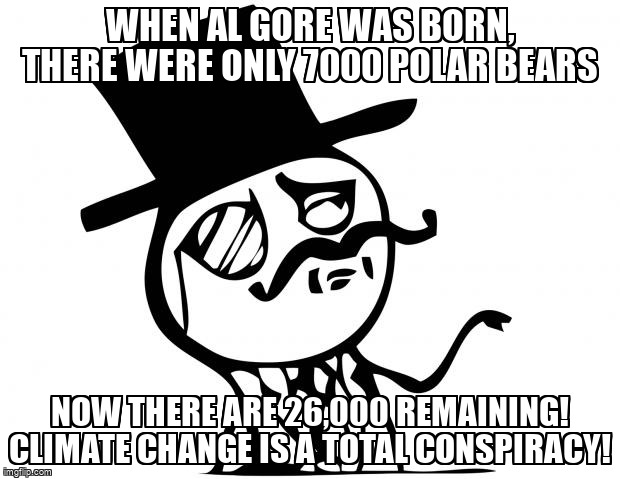 WHEN AL GORE WAS BORN,
THERE WERE ONLY 7000 POLAR BEARS
NOW THERE ARE 26,000 REMAINING!
CLIMATE CHANGE IS A TOTAL CONSPIRACY!
imgflip.com